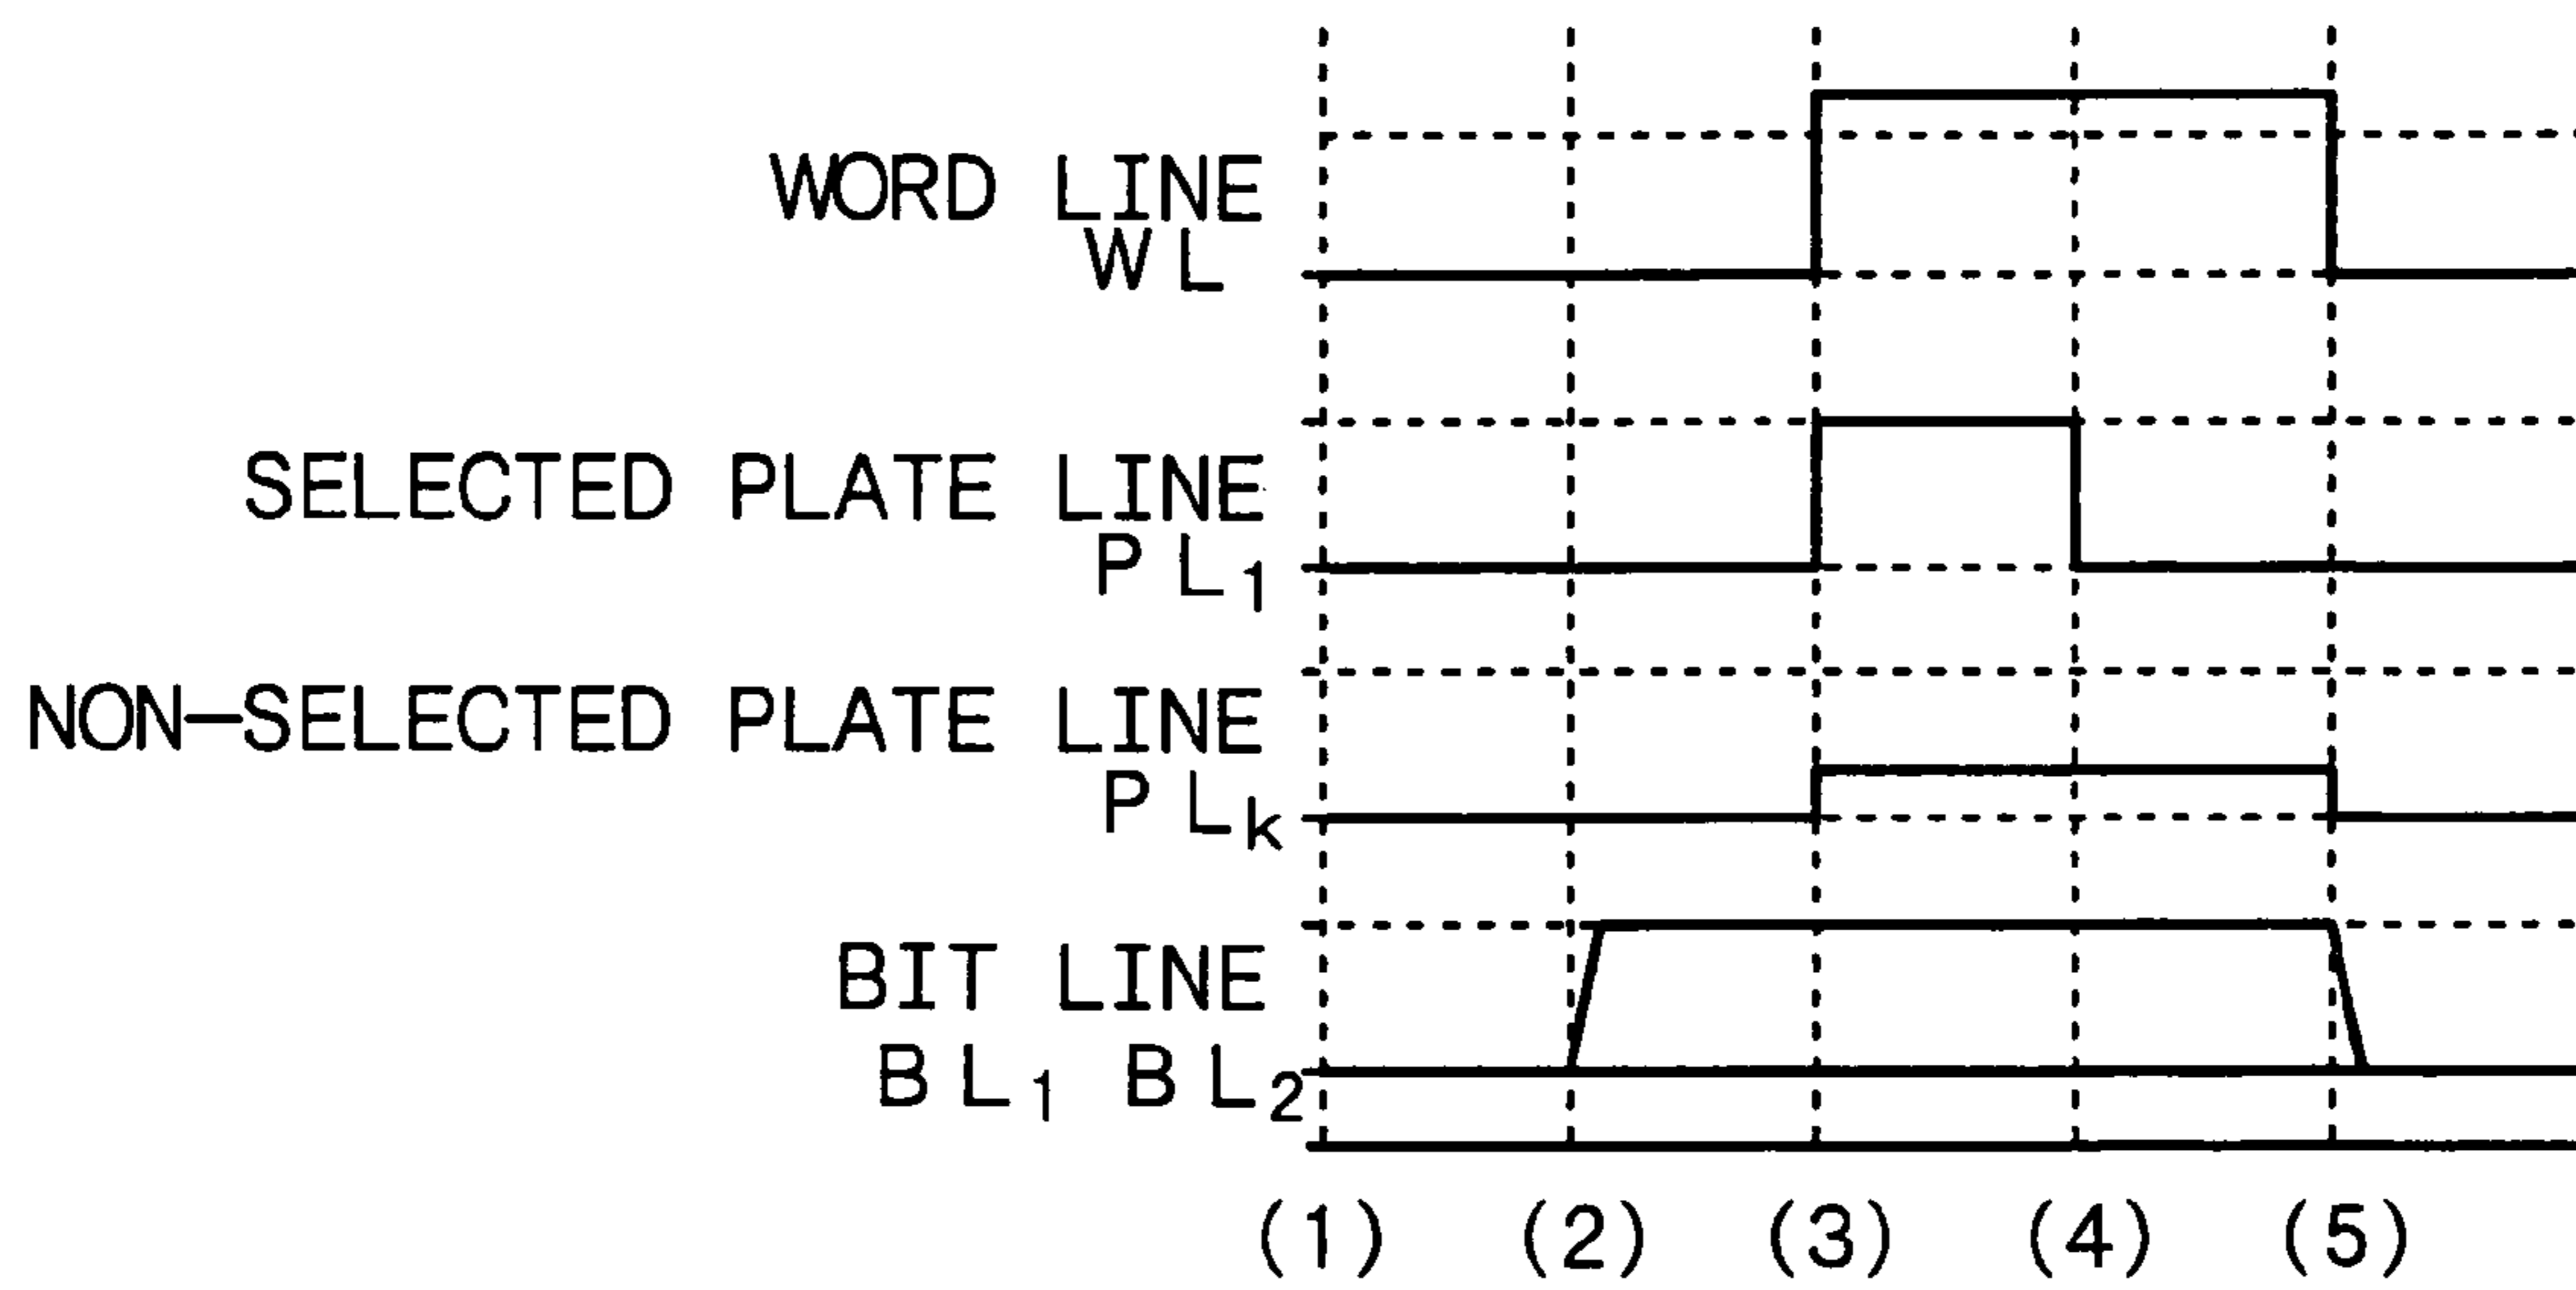 WORD LINE
WL
SELECTED PLATE LINE
PL1
NON-SELECTED PLATE LINE
PLk
BIT LINE
BL1 BL2
(1) (2) (3) (4) (5)